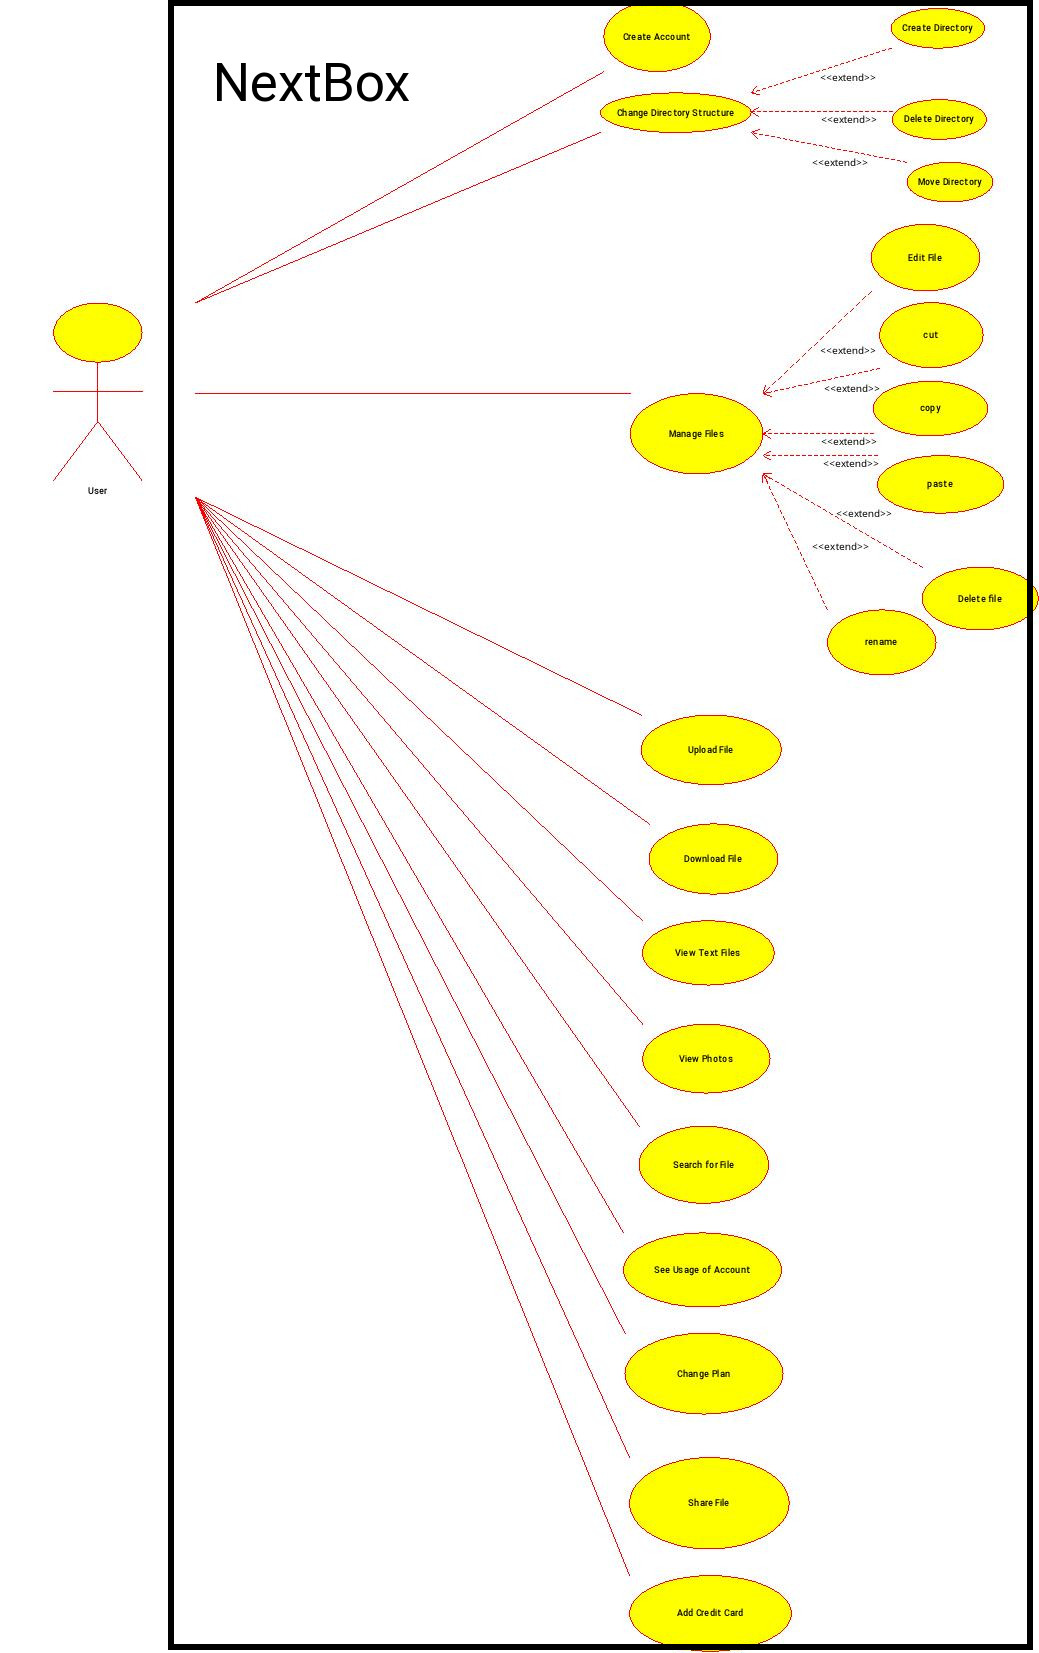 NextBox
Create Account
Create Directory
<<extend>>
Change Directory Structure
Delete Directory
<<extend>>
<<extend>>
Move Directory
Edit File
cut
<<extend>>
<<extend>>
copy
Manage Files
<<extend>>
<<extend>>
paste
User
<<extend>>
<<extend>>
Delete file
rename
Upload File
Download File
View Text Files
View Photos
Search for File
See Usage of Account
Change Plan
Share File
Add Credit Card